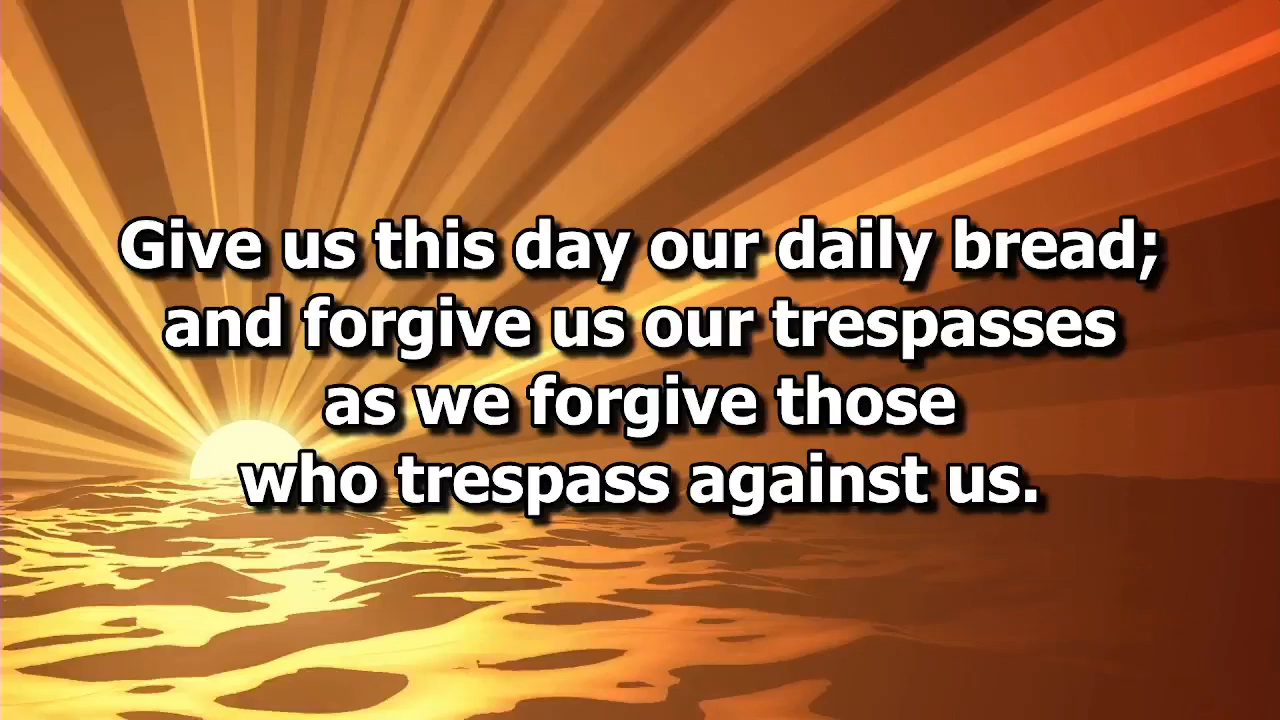 Give us this day our daily bread;
and forgive us our trespasses
as we forgive those
who trespass against us.